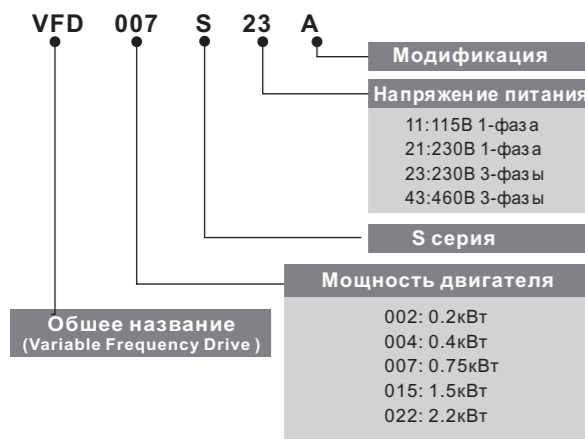 VFD 007 S 23 A
Модификация
Напряжение питания
11:115В 1-фаза
21:230В 1-фаза
23:230В 3-фазы
43:460В 3-фазы
S серия
Мощность двигателя
002: 0.2кВт
004: 0.4кВт
007: 0.75кВт
015: 1.5кВт
022: 2.2кВт
Обшее название
(Variable Frequency Drive )